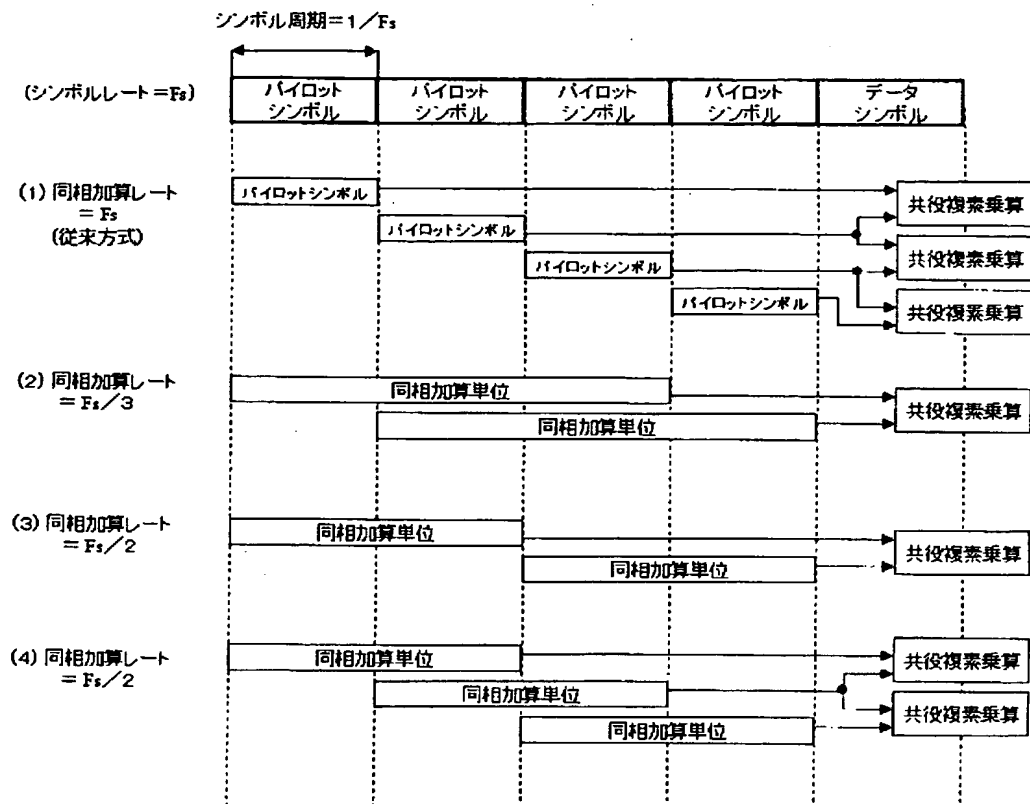 シンボル周期＝1／Fs
(シンボルレート＝Fs)
パイロット
シンボル
パイロット
シンボル
パイロット
シンボル
パイロット
シンボル
データ
シンボル
(1) 同相加算レート
＝ Fs
(従来方式)
パイロットシンボル
パイロットシンボル
パイロットシンボル
パイロットシンボル
共役複素乗算
共役複素乗算
共役複素乗算
(2) 同相加算レート
＝ Fs／3
同相加算単位
同相加算単位
共役複素乗算
(3) 同相加算レート
＝ Fs／2
同相加算単位
同相加算単位
共役複素乗算
(4) 同相加算レート
＝ Fs／2
同相加算単位
同相加算単位
同相加算単位
共役複素乗算
共役複素乗算